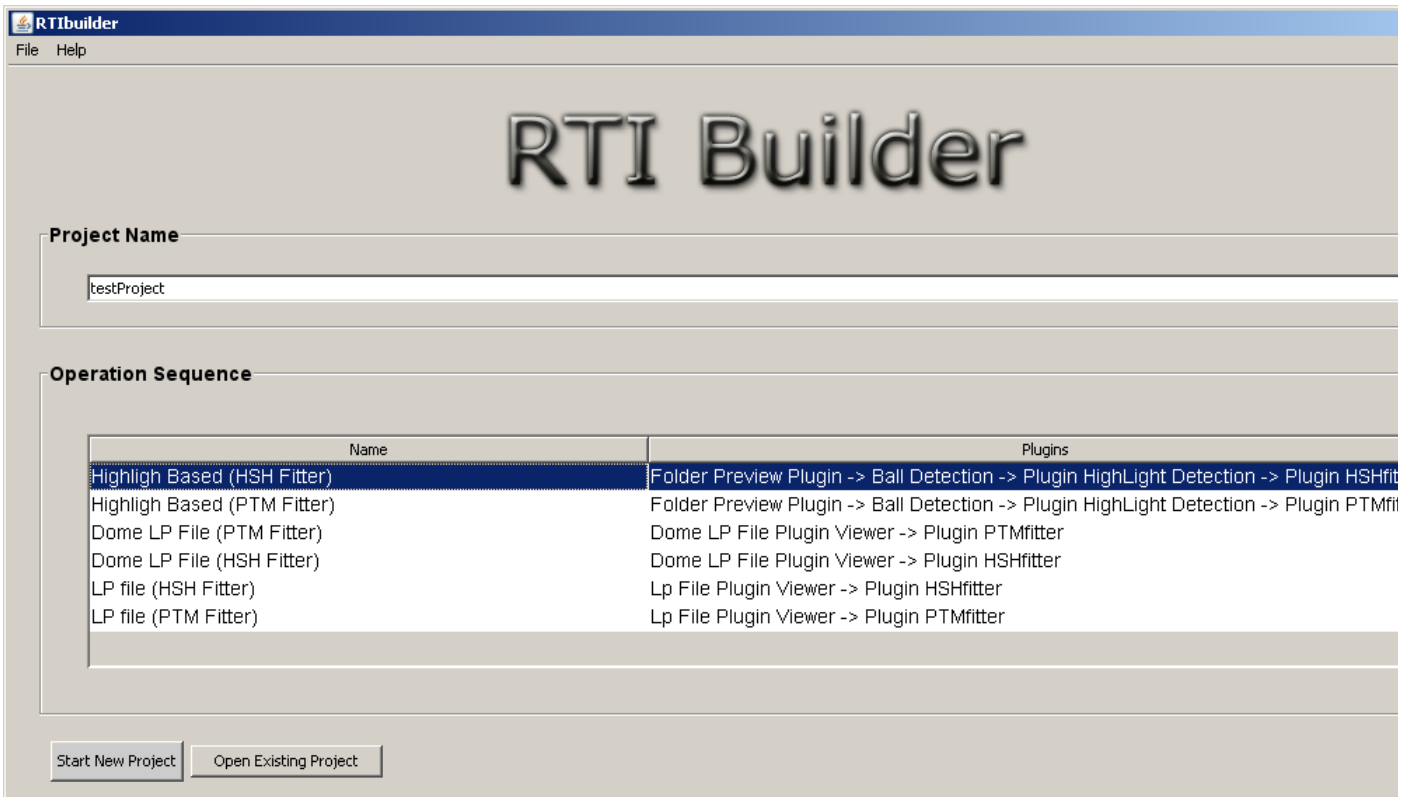 RTIbuilder
File Help
RTI Builder
Project Name
testProject
Operation Sequence
Name Plugins
Highligh Based (HSH Fitter) Folder Preview Plugin -> Ball Detection -> Plugin HighLight Detection -> Plugin HSHfit
Highligh Based (PTM Fitter) Folder Preview Plugin -> Ball Detection -> Plugin HighLight Detection -> Plugin PTMfi
Dome LP File (PTM Fitter) Dome LP File Plugin Viewer -> Plugin PTMfitter
Dome LP File (HSH Fitter) Dome LP File Plugin Viewer -> Plugin HSHfitter
LP file (HSH Fitter) Lp File Plugin Viewer -> Plugin HSHfitter
LP file (PTM Fitter) Lp File Plugin Viewer -> Plugin PTMfitter
Start New Project Open Existing Project